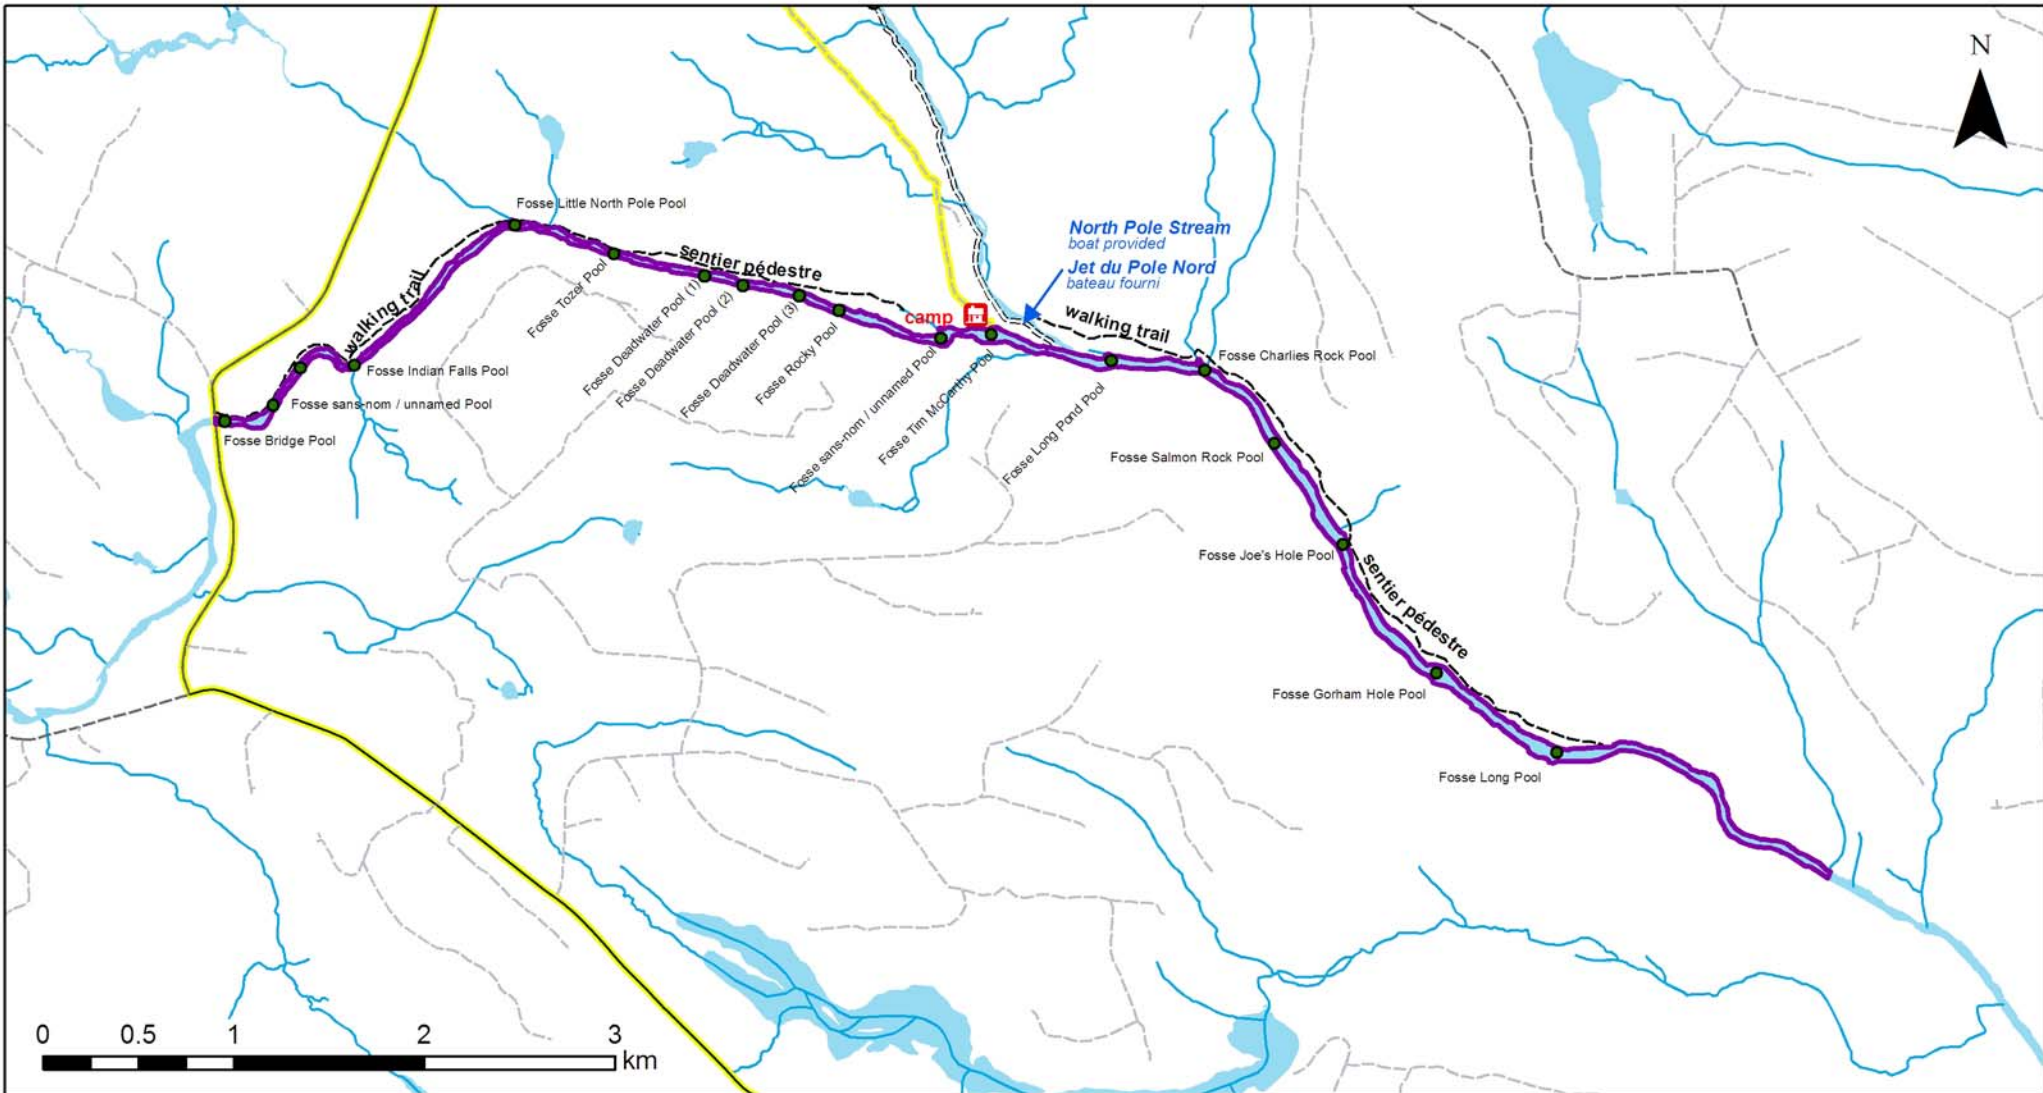 N
Fosse Little North Pole Pool
North Pole Stream
boat provided
Jet du Pole Nord
bateau fourni
sentier pédestre
walking trail
Fosse Tozer Pool
Fosse Deadwater Pool (1)
Fosse Deadwater Pool (2)
Fosse Deadwater Pool (3)
Fosse Rocky Pool
camp
walking trail
Fosse Charlies Rock Pool
Fosse Indian Falls Pool
Fosse sans-nom / unnamed Pool
Fosse Bridge Pool
Fosse sans-nom / unnamed Pool
Fosse Tim McCarthy Pool
Fosse Long Pond Pool
Fosse Salmon Rock Pool
Fosse Joe's Hole Pool
sentier pédestre
Fosse Gorham Hole Pool
Fosse Long Pool
0 0.5 1 2 3
km